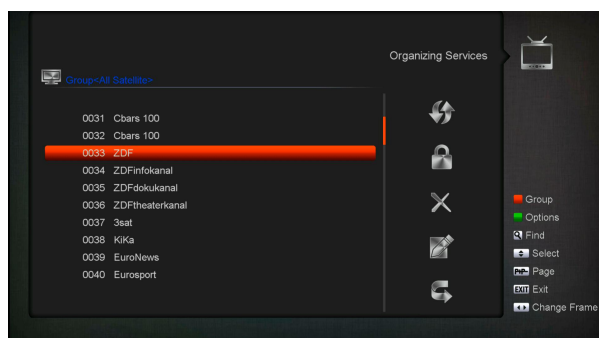 Organizing Services
Group<All Satellite>
0031 Cbars 100
0032 Cbars 100
0033 ZDF
0034 ZDFinfokanal
0035 ZDFdokukanal
0036 ZDFtheaterkanal
0037 3sat
0038 KiKa
0039 EuroNews
0040 Eurosport
Group
Options
Find
Select
P+P- Page
EXIT Exit
Change Frame